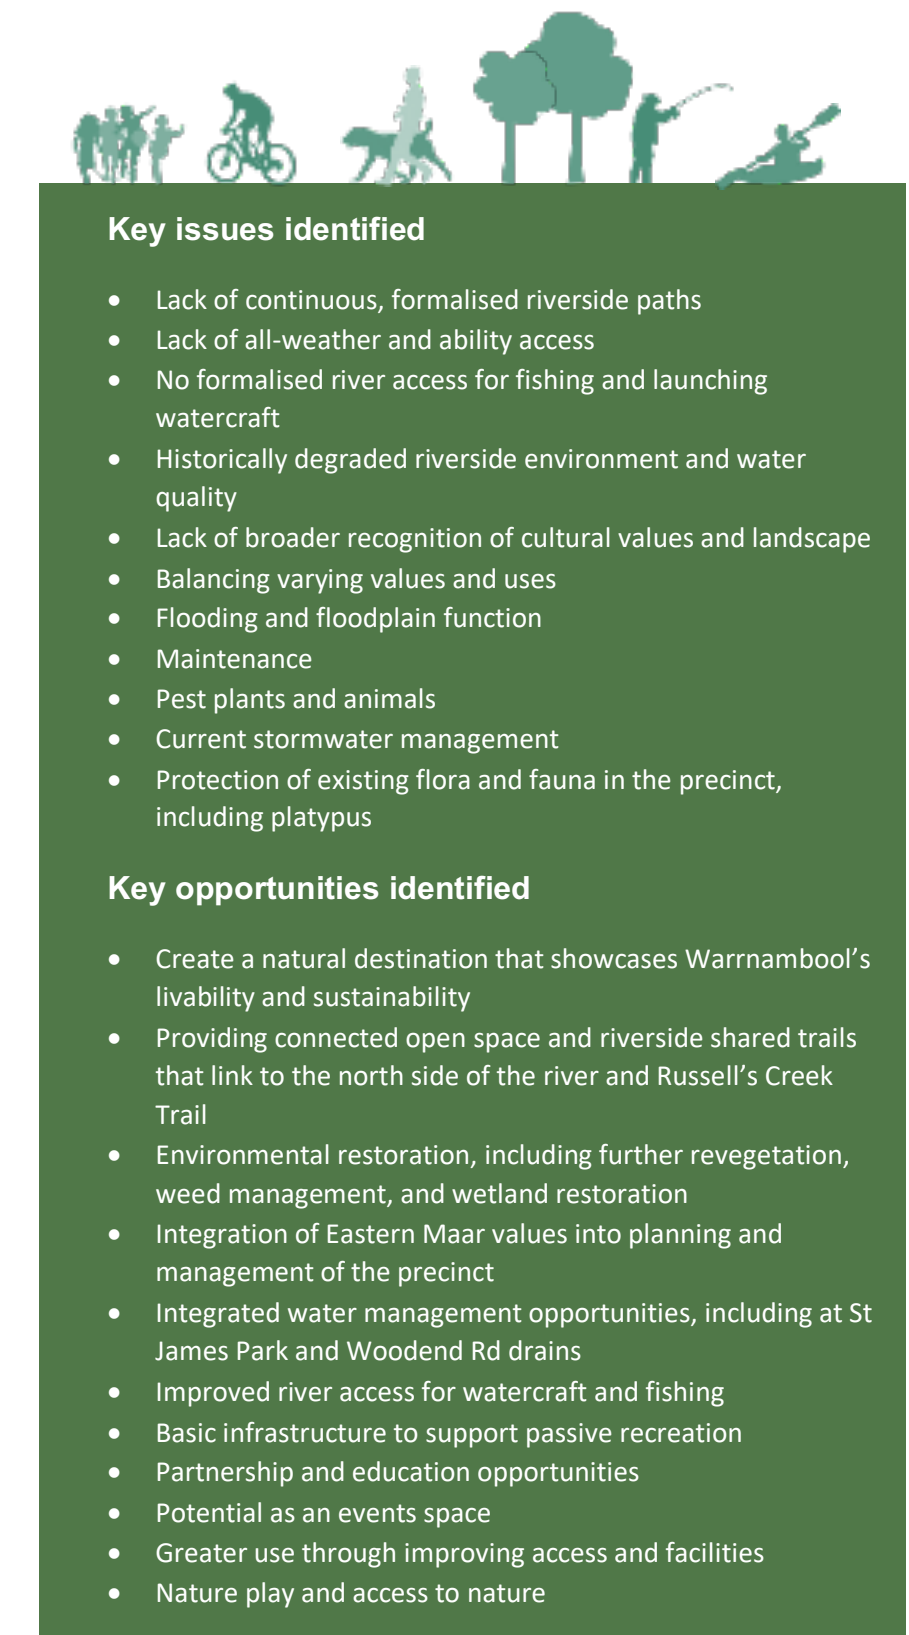 Key issues identified
• Lack of continuous, formalised riverside paths
• Lack of all-weather and ability access
• No formalised river access for fishing and launching
watercraft
• Historically degraded riverside environment and water
quality
• Lack of broader recognition of cultural values and landscape
• Balancing varying values and uses
• Flooding and floodplain function
• Maintenance
• Pest plants and animals
• Current stormwater management
• Protection of existing flora and fauna in the precinct,
including platypus
Key opportunities identified
• Create a natural destination that showcases Warrnambool’s
livability and sustainability
• Providing connected open space and riverside shared trails
that link to the north side of the river and Russell’s Creek
Trail
• Environmental restoration, including further revegetation,
weed management, and wetland restoration
• Integration of Eastern Maar values into planning and
management of the precinct
• Integrated water management opportunities, including at St
James Park and Woodend Rd drains
• Improved river access for watercraft and fishing
• Basic infrastructure to support passive recreation
• Partnership and education opportunities
• Potential as an events space
• Greater use through improving access and facilities
• Nature play and access to nature